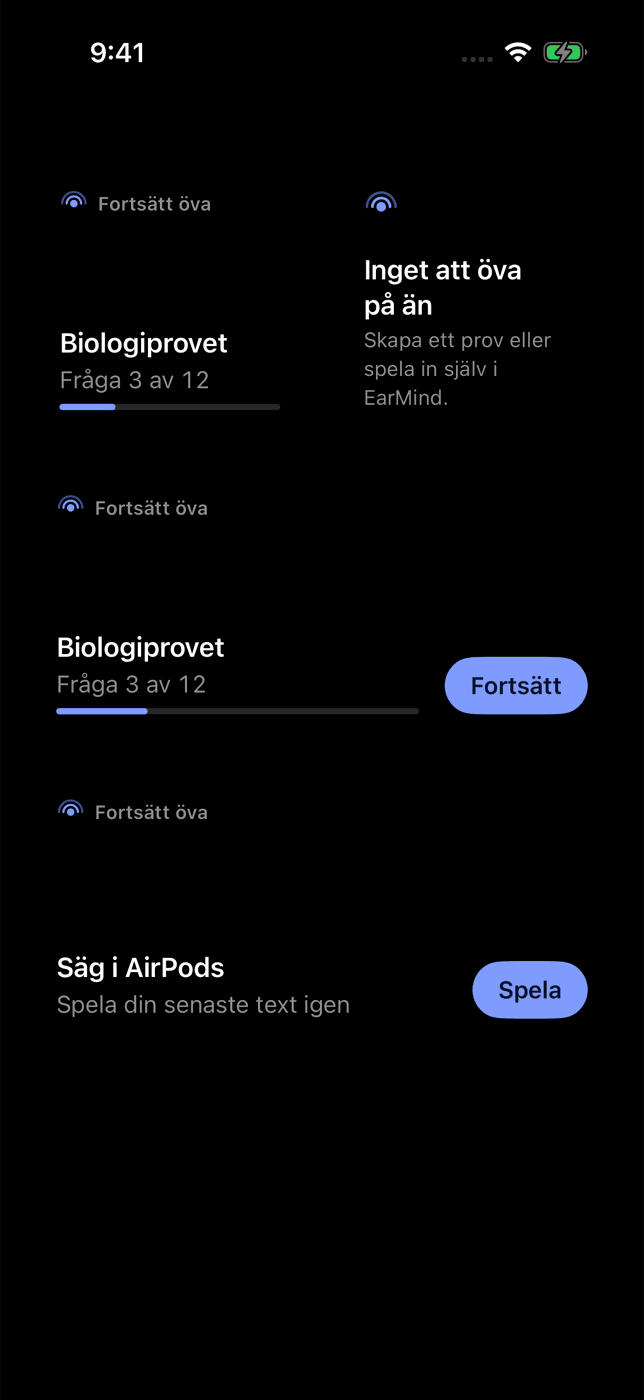 9:41
Fortsätt öva
Biologiprovet
Fråga 3 av 12
Inget att öva
på än
Skapa ett prov eller
spela in själv i
EarMind.
Fortsätt öva
Biologiprovet
Fråga 3 av 12
Fortsätt
Fortsätt öva
Säg i AirPods
Spela din senaste text igen
Spela